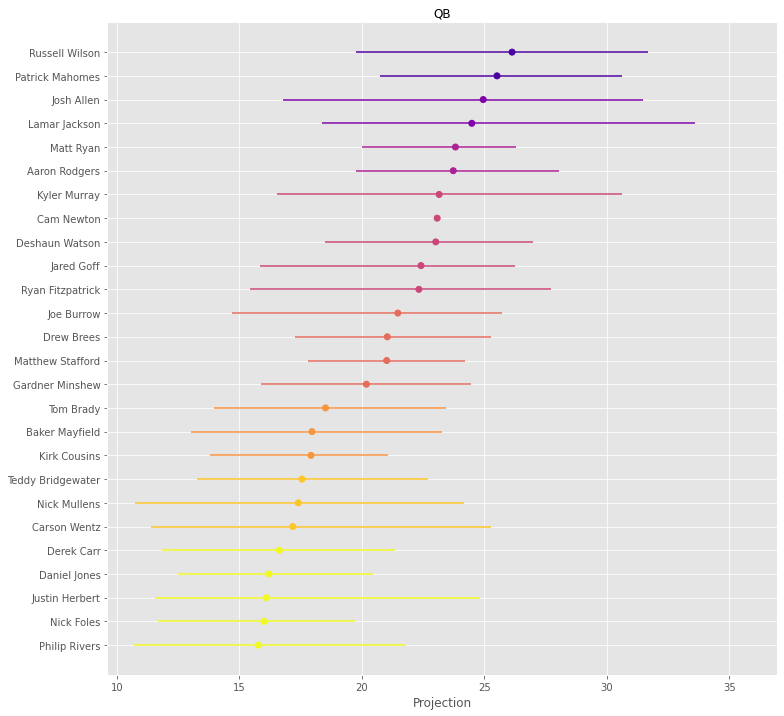 QB
Russell Wilson
Patrick Mahomes
Josh Allen
Lamar Jackson
Matt Ryan
Aaron Rodgers
Kyler Murray
Cam Newton
Deshaun Watson
Jared Goff
Ryan Fitzpatrick
Joe Burrow
Drew Brees
Matthew Stafford
Gardner Minshew
Tom Brady
Baker Mayfield
Kirk Cousins
Teddy Bridgewater
Nick Mullens
Carson Wentz
Derek Carr
Daniel Jones
Justin Herbert
Nick Foles
Philip Rivers
10 15 20 25 30 35
Projection